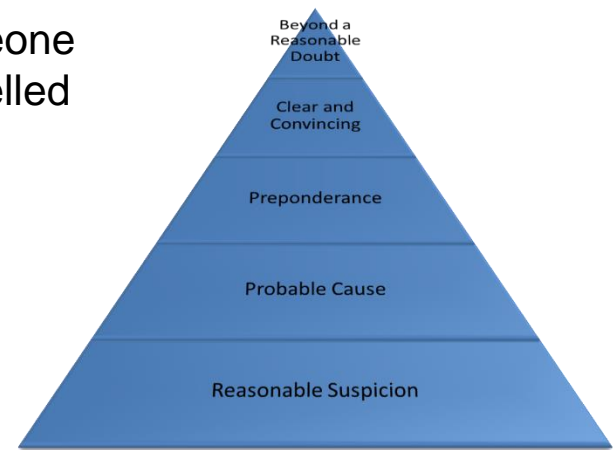 eone
elled
Beyond a
Reasonable
Doubt
Clear and
Convincing
Preponderance
Probable Cause
Reasonable Suspicion